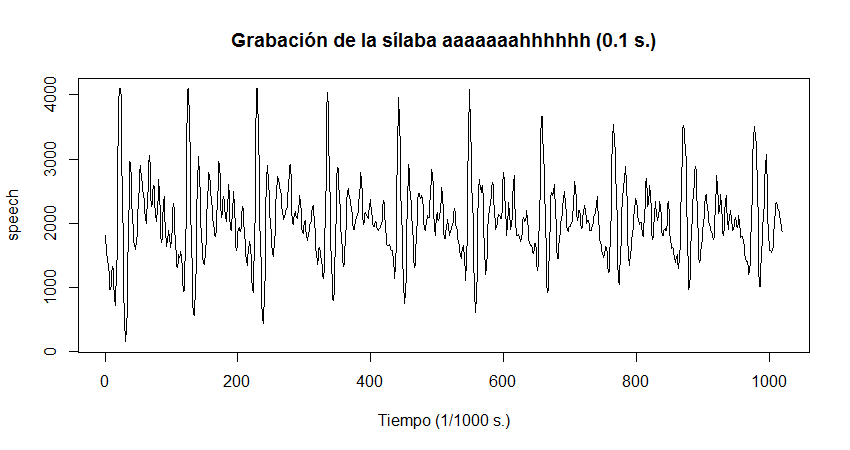 Grabación de la sílaba aaaaaaahhhhhh (0.1 s.)
speech
4000
3000
2000
1000
0
0 200 400 600 800 1000
Tiempo (1/1000 s.)